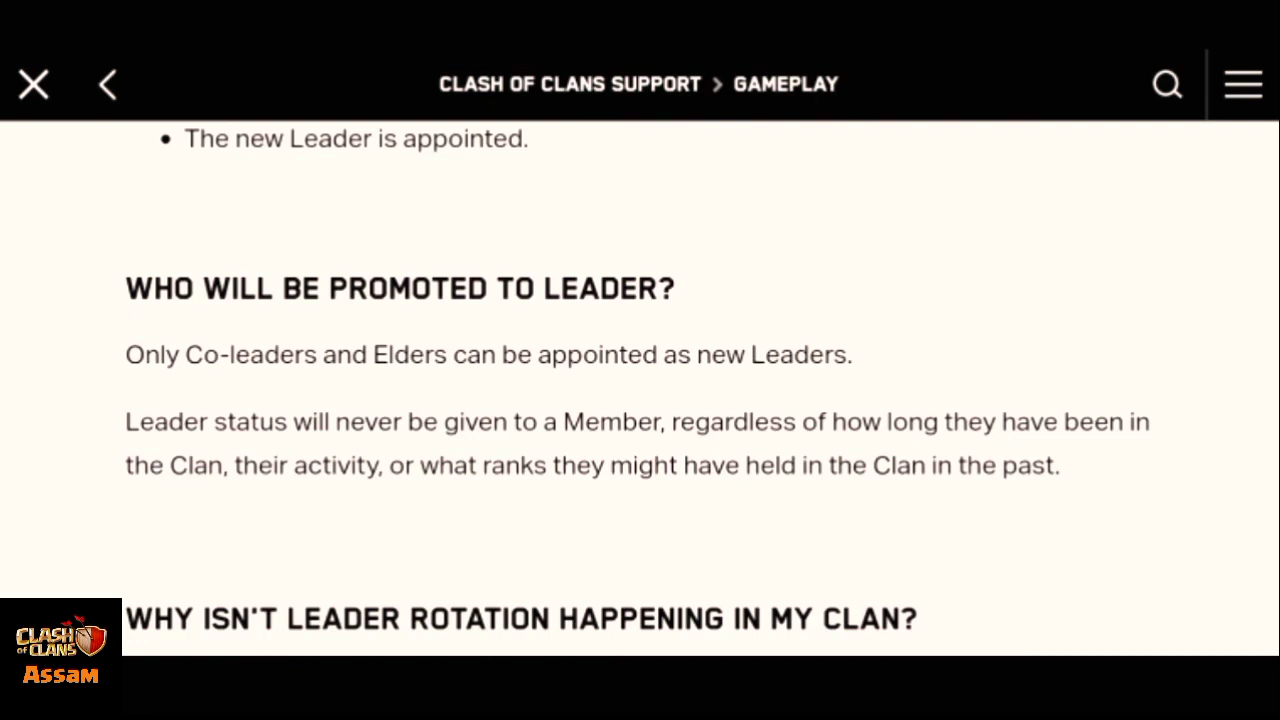 CLASH OF CLANS SUPPORT > GAMEPLAY
• The new Leader is appointed.
WHO WILL BE PROMOTED TO LEADER?
Only Co-leaders and Elders can be appointed as new Leaders.
Leader status will never be given to a Member, regardless of how long they have been in
the Clan, their activity, or what ranks they might have held in the Clan in the past.
WHY ISN'T LEADER ROTATION HAPPENING IN MY CLAN?
CLASH
OF CLANS
Assam